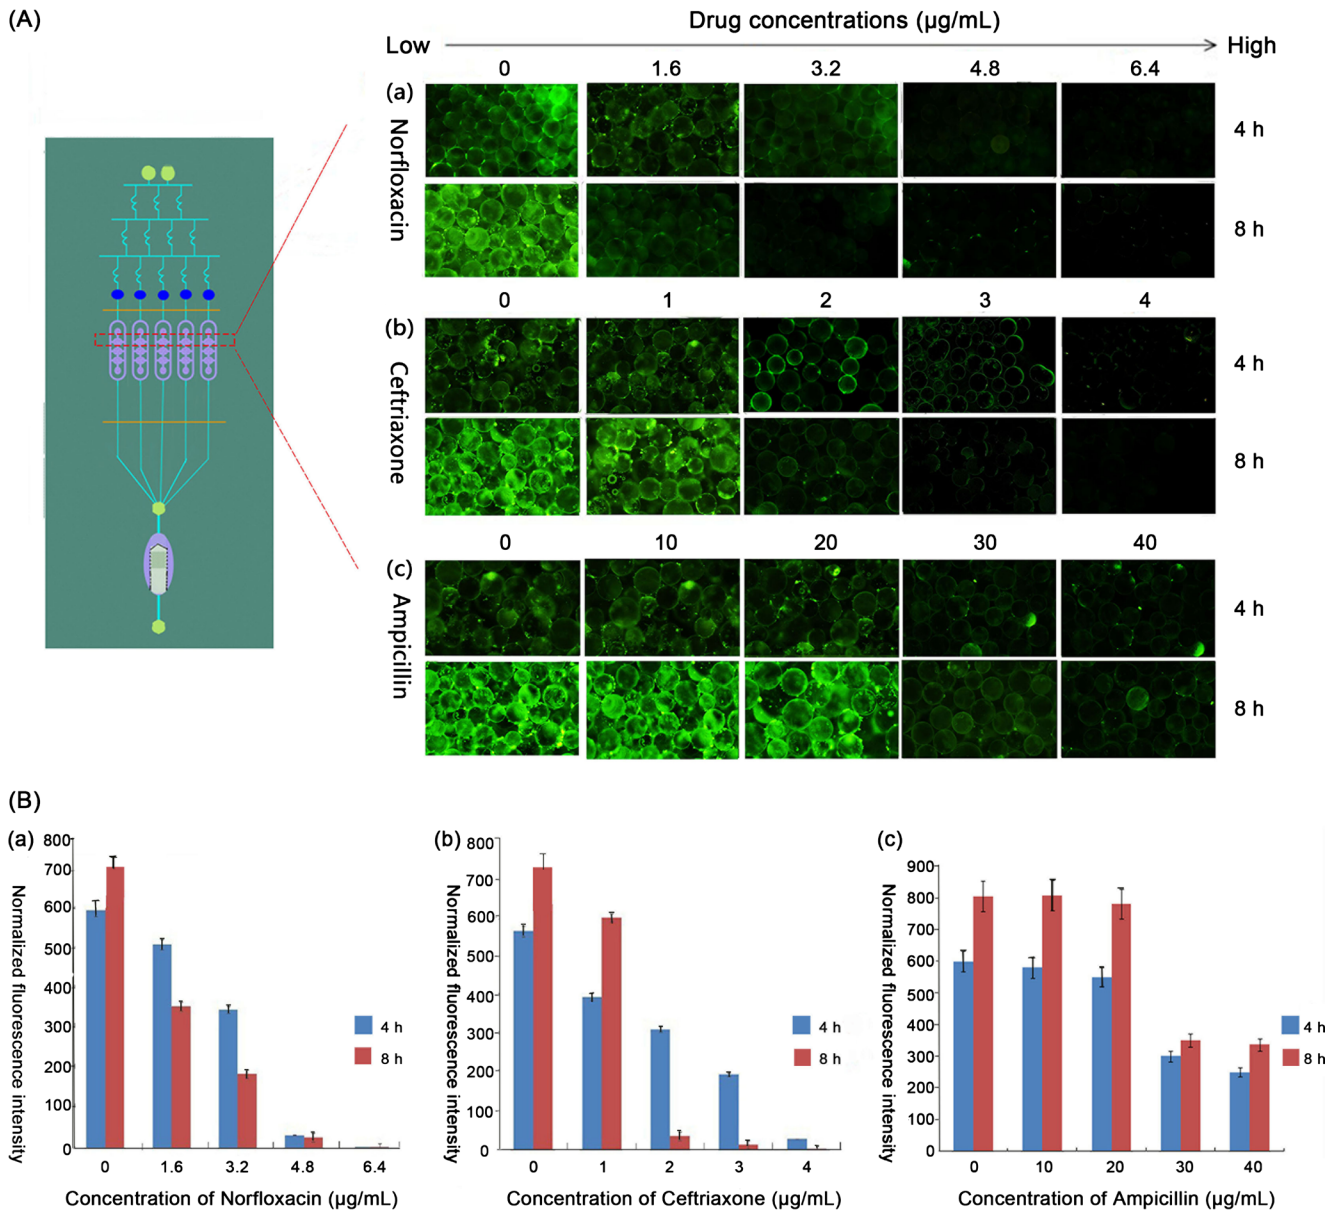 (A)
Drug concentrations (µg/mL)
Low
High
0 1.6 3.2 4.8 6.4
(a)
Norfloxacin
4 h
8 h
0 1 2 3 4
(b)
Ceftriaxone
4 h
8 h
0 10 20 30 40
(c)
Ampicillin
4 h
8 h
(B)
(a)
Normalized fluorescence intensity
800
700
600
500
400
300
200
100
0
0 1.6 3.2 4.8 6.4
4 h
8 h
Concentration of Norfloxacin (µg/mL)
(b)
Normalized fluorescence intensity
800
700
600
500
400
300
200
100
0
0 1 2 3 4
4 h
8 h
Concentration of Ceftriaxone (µg/mL)
(c)
Normalized fluorescence intensity
900
800
700
600
500
400
300
200
100
0
0 10 20 30 40
4 h
8 h
Concentration of Ampicillin (µg/mL)